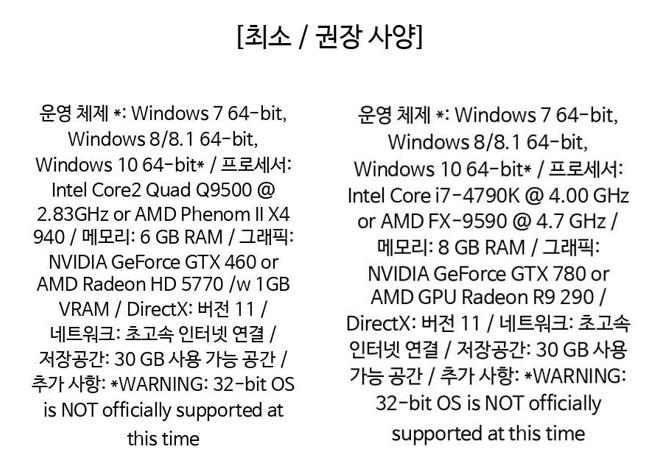 [최소 / 권장 사양]
운영 체제 *: Windows 7 64-bit,
Windows 8/8.1 64-bit,
Windows 10 64-bit* / 프로세서:
Intel Core2 Quad Q9500 @
2.83GHz or AMD Phenom II X4
940 / 메모리: 6 GB RAM / 그래픽:
NVIDIA GeForce GTX 460 or
AMD Radeon HD 5770 /w 1GB
VRAM / DirectX: 버전 11 /
네트워크: 초고속 인터넷 연결 /
저장공간: 30 GB 사용 가능 공간 /
추가 사항: *WARNING: 32-bit OS
is NOT officially supported at
this time
운영 체제 *: Windows 7 64-bit,
Windows 8/8.1 64-bit,
Windows 10 64-bit* / 프로세서:
Intel Core i7-4790K @ 4.00 GHz
or AMD FX-9590 @ 4.7 GHz /
메모리: 8 GB RAM / 그래픽:
NVIDIA GeForce GTX 780 or
AMD GPU Radeon R9 290 /
DirectX: 버전 11 / 네트워크: 초고속
인터넷 연결 / 저장공간: 30 GB 사용
가능 공간 / 추가 사항: *WARNING:
32-bit OS is NOT officially
supported at this time